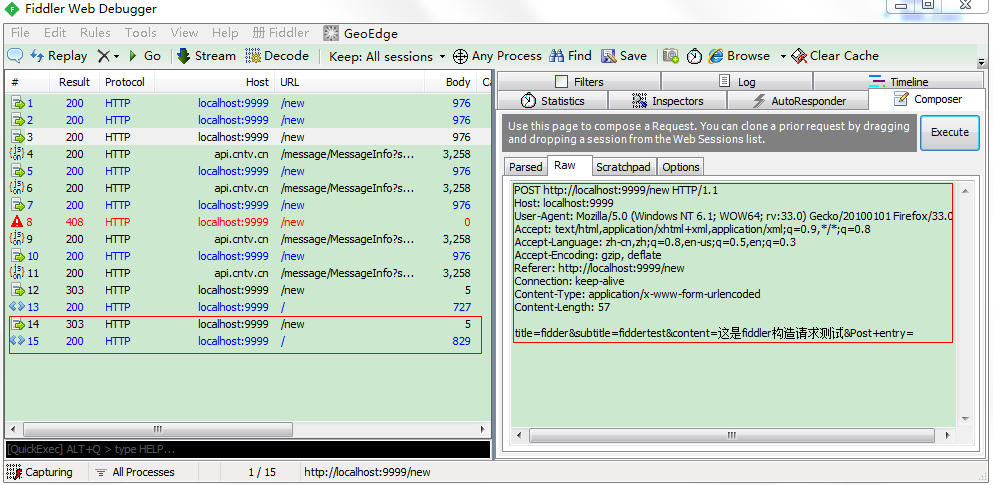 Fiddler Web Debugger
File Edit Rules Tools View Help Fiddler GeoEdge
Replay Go Stream Decode Keep: All sessions Any Process Find Save Browse Clear Cache
# Result Protocol Host URL Body Ca
1 200 HTTP localhost:9999 /new 976
2 200 HTTP localhost:9999 /new 976
3 200 HTTP localhost:9999 /new 976
4 200 HTTP api.cntv.cn /message/MessageInfo?s... 3,258
5 200 HTTP localhost:9999 /new 976
6 200 HTTP api.cntv.cn /message/MessageInfo?s... 3,258
7 200 HTTP localhost:9999 /new 976
8 408 HTTP localhost:9999 /new 0
9 200 HTTP api.cntv.cn /message/MessageInfo?s... 3,258
10 200 HTTP localhost:9999 /new 976
11 200 HTTP api.cntv.cn /message/MessageInfo?s... 3,258
12 303 HTTP localhost:9999 /new 5
13 200 HTTP localhost:9999 / 727
14 303 HTTP localhost:9999 /new 5
15 200 HTTP localhost:9999 / 829
[QuickExec] ALT+Q > type HELP...
Filters Log Timeline
Statistics Inspectors AutoResponder Composer
Use this page to compose a Request. You can clone a prior request by dragging
and dropping a session from the Web Sessions list.
Execute
Parsed Raw Scratchpad Options
POST http://localhost:9999/new HTTP/1.1
Host: localhost:9999
User-Agent: Mozilla/5.0 (Windows NT 6.1; WOW64; rv:33.0) Gecko/20100101 Firefox/33.0
Accept: text/html,application/xhtml+xml,application/xml;q=0.9,*/*;q=0.8
Accept-Language: zh-cn,zh;q=0.8,en-us;q=0.5,en;q=0.3
Accept-Encoding: gzip, deflate
Referer: http://localhost:9999/new
Connection: keep-alive
Content-Type: application/x-www-form-urlencoded
Content-Length: 57
title=fidder&subtitle=fiddertest&content=这是fiddler构造请求测试&Post+entry=
Capturing All Processes 1 / 15 http://localhost:9999/new